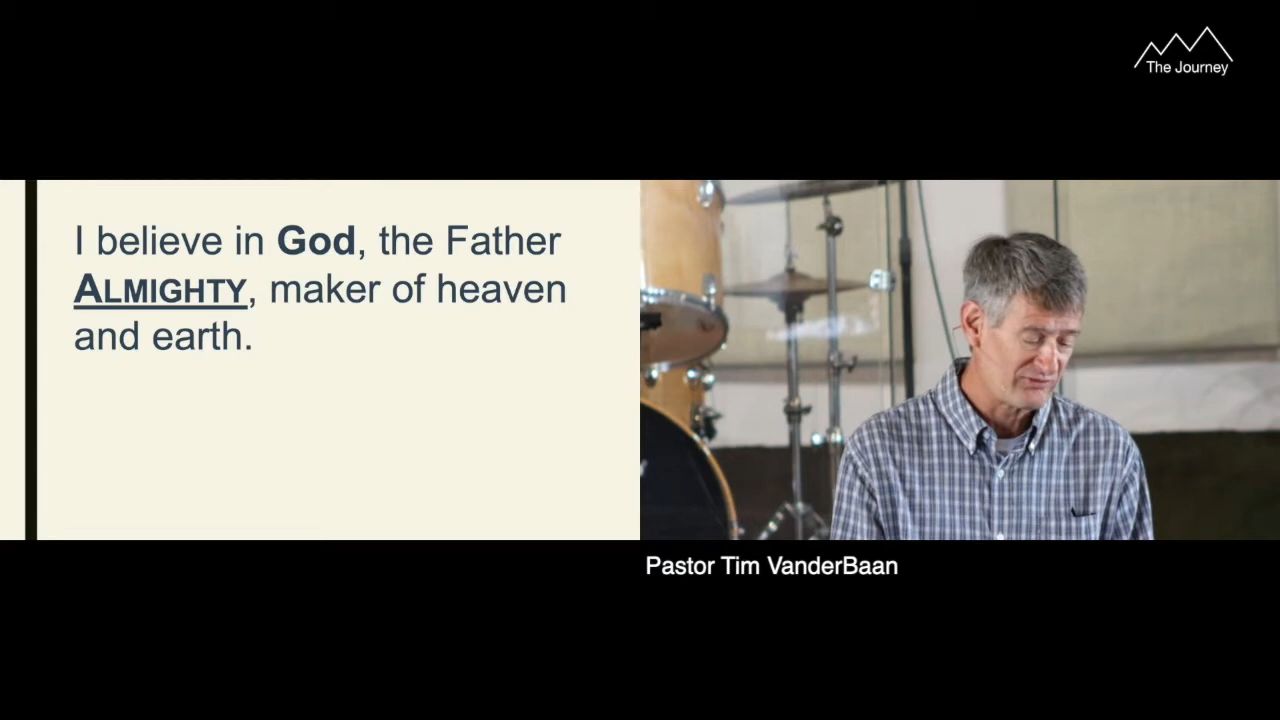 The Journey
I believe in God, the Father
ALMIGHTY, maker of heaven
and earth.
Pastor Tim VanderBaan